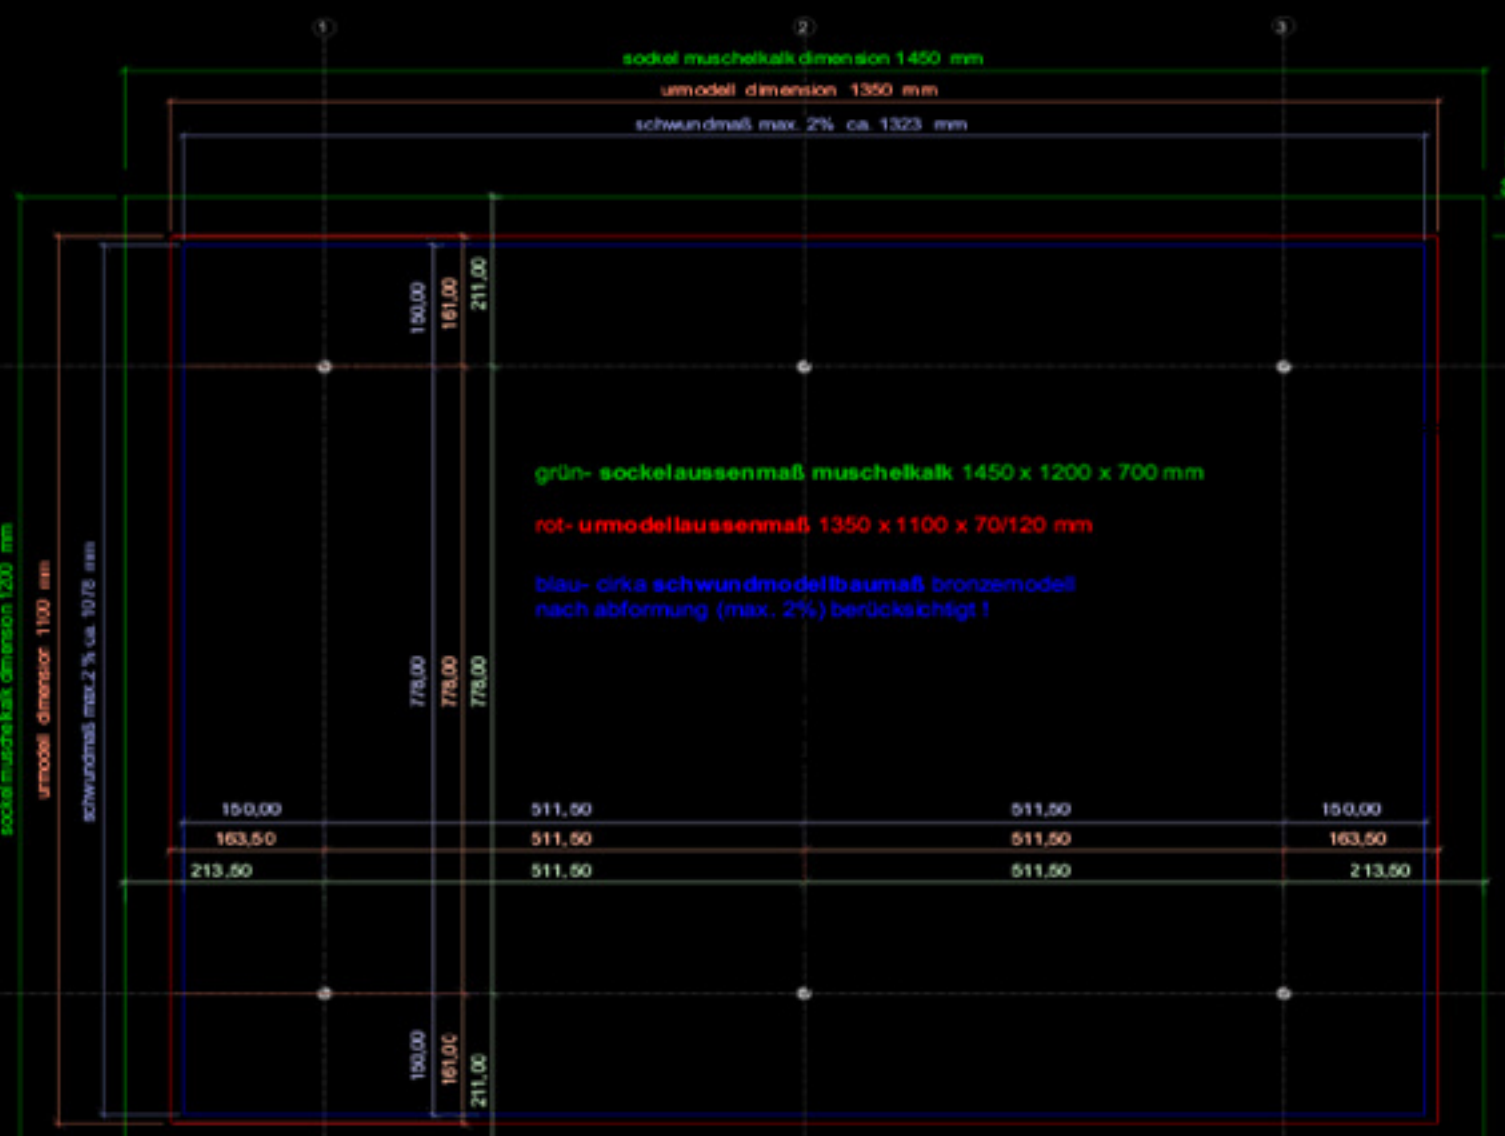 1
2
3
sockel muschelkalk dimension 1450 mm
urmodell dimension 1350 mm
schwundmaß max. 2% ca. 1323 mm
sockel muschelkalk dimension 1200 mm
urmodell dimension 1100 mm
schwundmaß max.2 % ca. 1078 mm
150,00
161,00
211,00
grün- sockelaussenmaß muschelkalk 1450 x 1200 x 700 mm
rot- urmodellaussenmaß 1350 x 1100 x 70/120 mm
blau- cirka schwundmodellbaumaß bronzemodell
nach abformung (max. 2%) berücksichtigt !
778,00
778,00
778,00
150,00 511,50 511,50 150,00
163,50 511,50 511,50 163,50
213,50 511,50 511,50 213,50
150,00
161,00
211,00